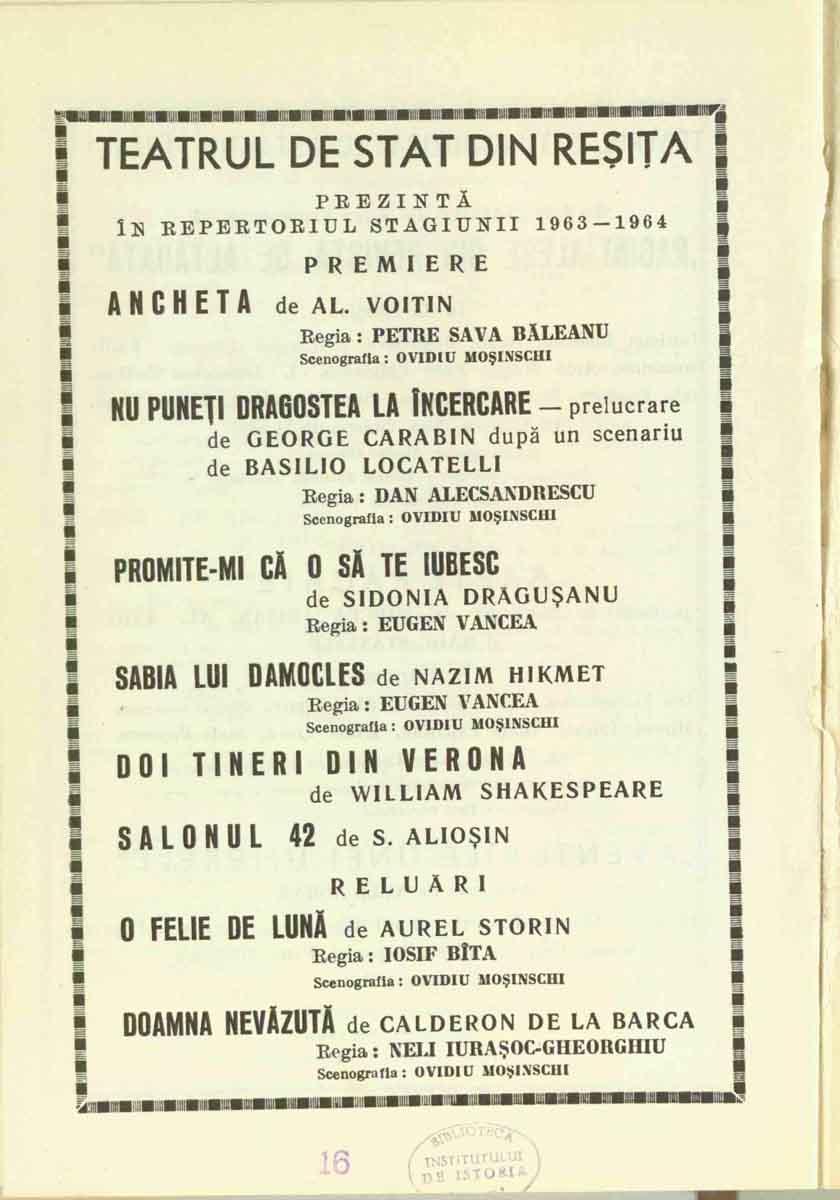 TEATRUL DE STAT DIN REȘIȚA
PREZINTĂ
ÎN REPERTORIUL STAGIUNII 1963—1964
PREMIERE
ANCHETA de AL. VOITIN
Regia : PETRE SAVA BĂLEANU
Scenografia : OVIDIU MOȘINSCHI
NU PUNEȚI DRAGOSTEA LA ÎNCERCARE — prelucrare
de GEORGE CARABIN după un scenariu
de BASILIO LOCATELLI
Regia : DAN ALECSANDRESCU
Scenografia : OVIDIU MOȘINSCHI
PROMITE-MI CĂ O SĂ TE IUBESC
de SIDONIA DRĂGUȘANU
Regia : EUGEN VANCEA
SABIA LUI DAMOCLES de NAZIM HIKMET
Regia : EUGEN VANCEA
Scenografia : OVIDIU MOȘINSCHI
DOI TINERI DIN VERONA
de WILLIAM SHAKESPEARE
SALONUL 42 de S. ALIOȘIN
RELUĂRI
O FELIE DE LUNĂ de AUREL STORIN
Regia : IOSIF BÎTA
Scenografia : OVIDIU MOȘINSCHI
DOAMNA NEVĂZUTĂ de CALDERON DE LA BARCA
Regia : NELI IURAȘOC-GHEORGHIU
Scenografia : OVIDIU MOȘINSCHI
16
BIBLIOTECA
INSTITUTULUI
DE ISTORIA